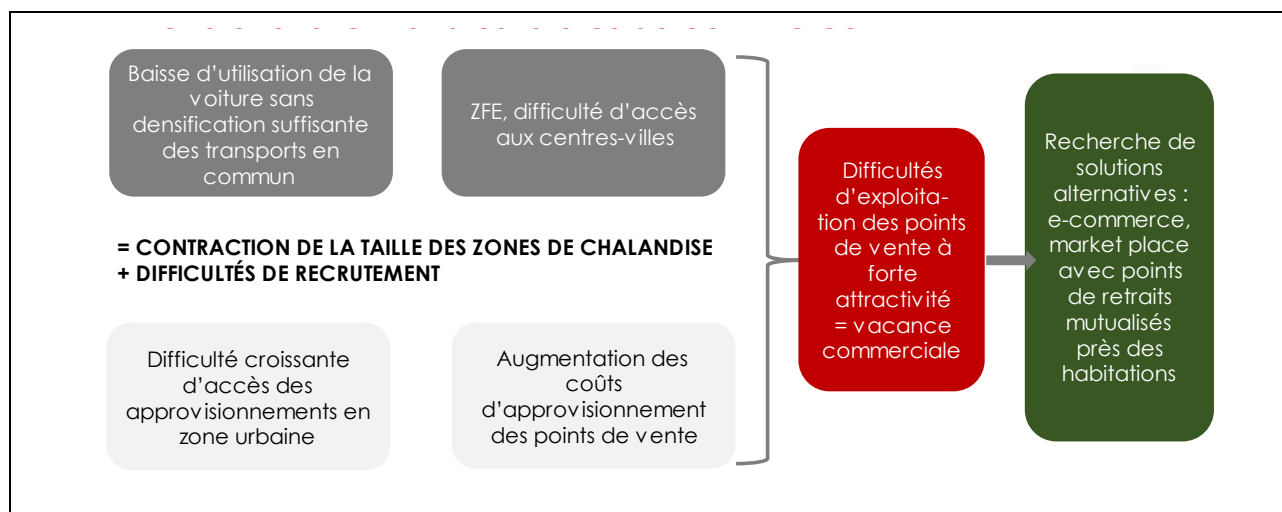 Baisse d'utilisation de la
voiture sans
densification suffisante
des transports en
commun
ZFE, difficulté d'accès
aux centres-villes
= CONTRACTION DE LA TAILLE DES ZONES DE CHALANDISE
+ DIFFICULTÉS DE RECRUTEMENT
Difficulté croissante
d'accès des
approvisionnements en
zone urbaine
Augmentation des
coûts
d'approvisionnement
des points de vente
Difficultés
d'exploita-
tion des points
de vente à
forte
attractivité
= vacance
commerciale
Recherche de
solutions
alternatives :
e-commerce,
market place
avec points
de retraits
mutualisés
près des
habitations